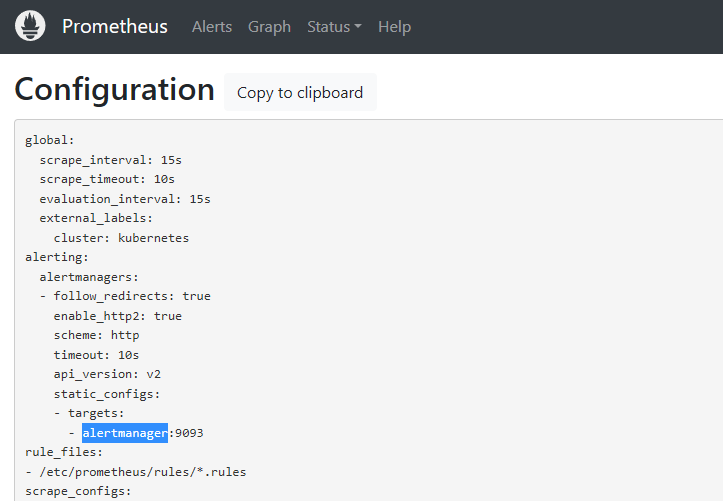 Prometheus Alerts Graph Status Help
Configuration Copy to clipboard
global:
  scrape_interval: 15s
  scrape_timeout: 10s
  evaluation_interval: 15s
  external_labels:
    cluster: kubernetes
alerting:
  alertmanagers:
  - follow_redirects: true
    enable_http2: true
    scheme: http
    timeout: 10s
    api_version: v2
    static_configs:
    - targets:
      - alertmanager:9093
rule_files:
- /etc/prometheus/rules/*.rules
scrape_configs: